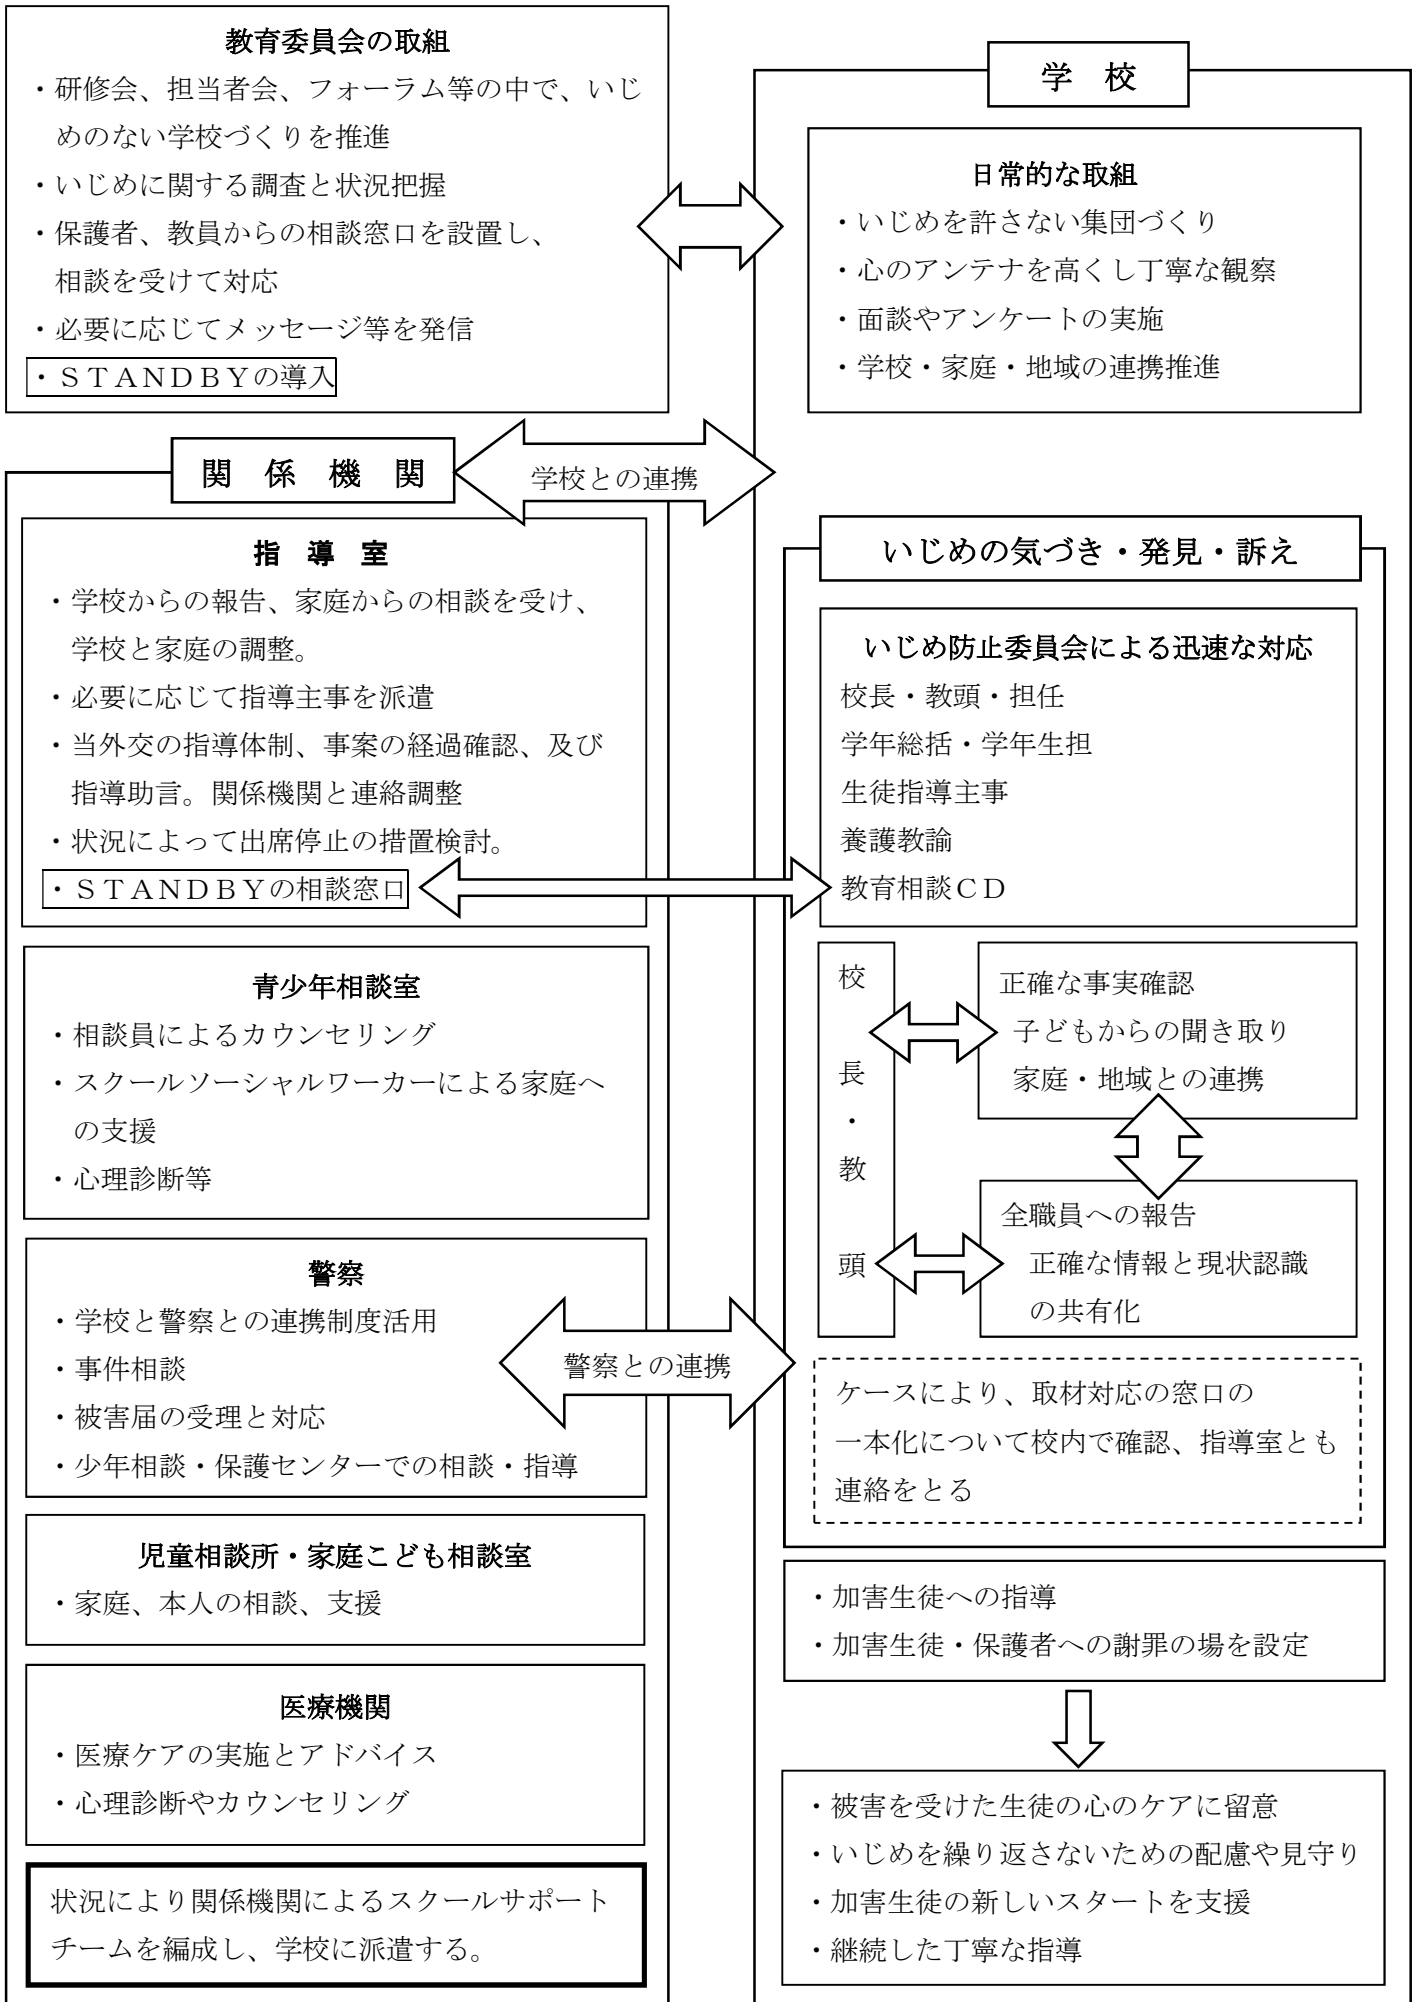 教育委員会の取組
・研修会、担当者会、フォーラム等の中で、いじ
めのない学校づくりを推進
・いじめに関する調査と状況把握
・保護者、教員からの相談窓口を設置し、
相談を受けて対応
・必要に応じてメッセージ等を発信
・ＳＴＡＮＤＢＹの導入
学　校
日常的な取組
・いじめを許さない集団づくり
・心のアンテナを高くし丁寧な観察
・面談やアンケートの実施
・学校・家庭・地域の連携推進
関　係　機　関
学校との連携
指　導　室
・学校からの報告、家庭からの相談を受け、
学校と家庭の調整。
・必要に応じて指導主事を派遣
・当外交の指導体制、事案の経過確認、及び
指導助言。関係機関と連絡調整
・状況によって出席停止の措置検討。
・ＳＴＡＮＤＢＹの相談窓口
青少年相談室
・相談員によるカウンセリング
・スクールソーシャルワーカーによる家庭へ
の支援
・心理診断等
警察
・学校と警察との連携制度活用
・事件相談
・被害届の受理と対応
・少年相談・保護センターでの相談・指導
警察との連携
児童相談所・家庭こども相談室
・家庭、本人の相談、支援
医療機関
・医療ケアの実施とアドバイス
・心理診断やカウンセリング
状況により関係機関によるスクールサポート
チームを編成し、学校に派遣する。
いじめの気づき・発見・訴え
いじめ防止委員会による迅速な対応
校長・教頭・担任
学年総括・学年生担
生徒指導主事
養護教諭
教育相談ＣＤ
校
長
・
教
頭
正確な事実確認
子どもからの聞き取り
家庭・地域との連携
全職員への報告
正確な情報と現状認識
の共有化
ケースにより、取材対応の窓口の
一本化について校内で確認、指導室とも
連絡をとる
・加害生徒への指導
・加害生徒・保護者への謝罪の場を設定
・被害を受けた生徒の心のケアに留意
・いじめを繰り返さないための配慮や見守り
・加害生徒の新しいスタートを支援
・継続した丁寧な指導